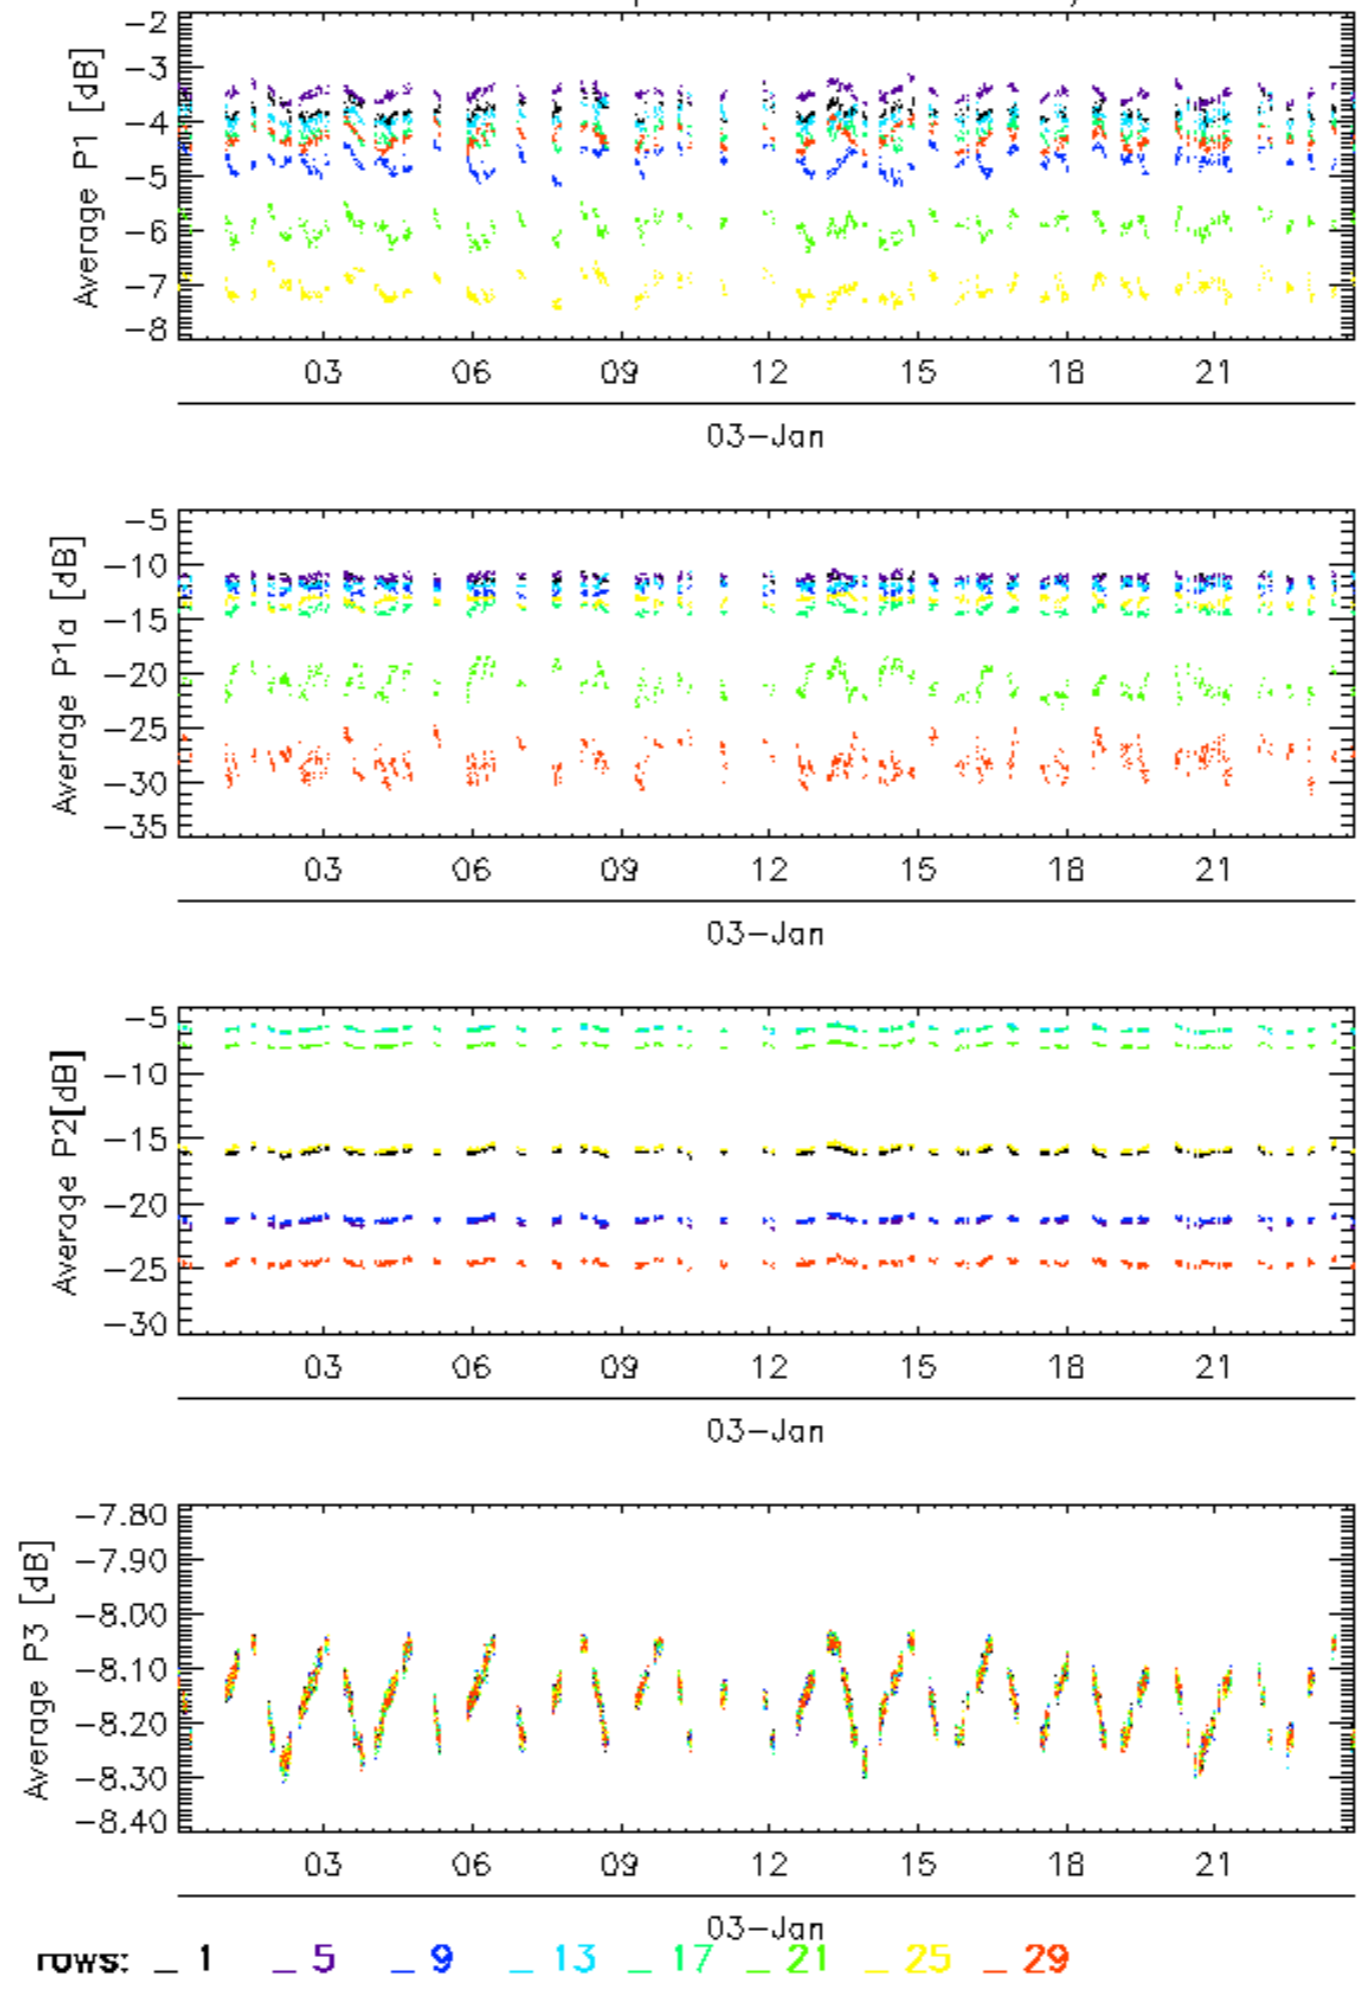 Average P1 [dB]
-2
-3
-4
-5
-6
-7
-8
03 06 09 12 15 18 21
03-Jan
Average P1a [dB]
-5
-10
-15
-20
-25
-30
-35
03 06 09 12 15 18 21
03-Jan
Average P2[dB]
-5
-10
-15
-20
-25
-30
03 06 09 12 15 18 21
03-Jan
Average P3 [dB]
-7.80
-7.90
-8.00
-8.10
-8.20
-8.30
-8.40
03 06 09 12 15 18 21
03-Jan
rows: _ 1 _ 5 _ 9 _ 13 _ 17 _ 21 _ 25 _ 29